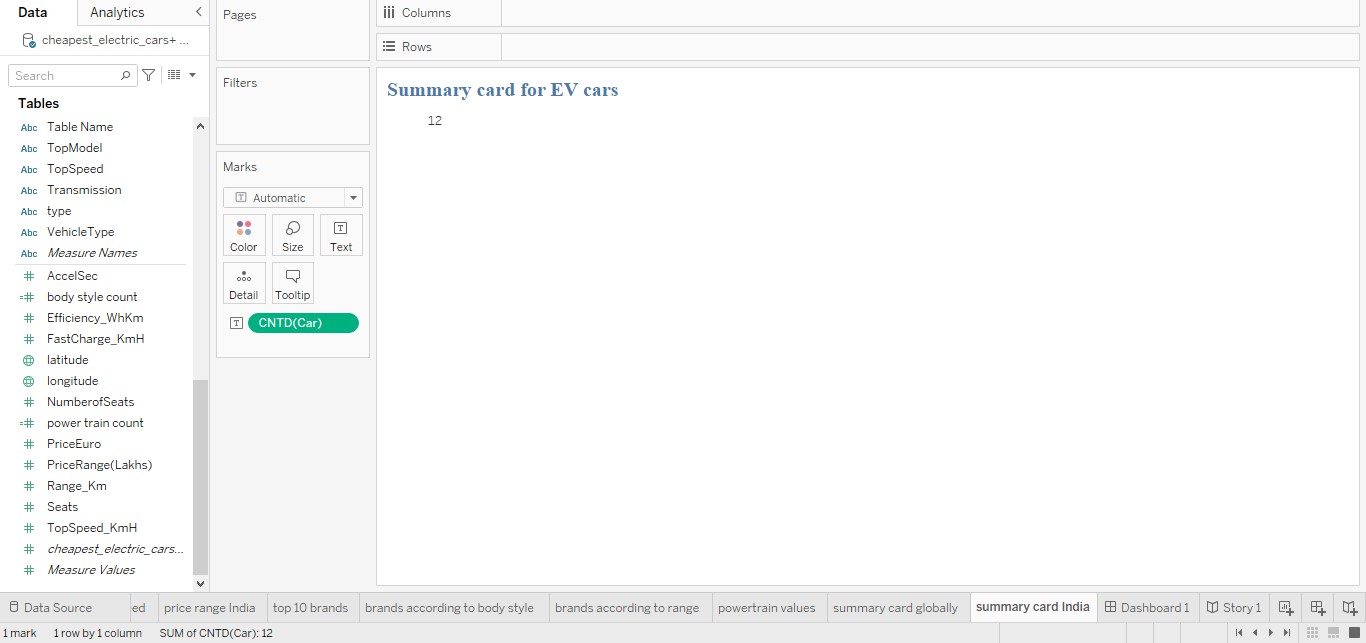 Data
Analytics
cheapest_electric_cars+ ...
Search
Tables
Abc Table Name
Abc TopModel
Abc TopSpeed
Abc Transmission
Abc type
Abc VehicleType
Abc Measure Names
AccelSec
body style count
Efficiency_WhKm
FastCharge_KmH
latitude
longitude
NumberofSeats
power train count
PriceEuro
PriceRange(Lakhs)
Range_Km
Seats
TopSpeed_KmH
cheapest_electric_cars...
Measure Values
Pages
Filters
Marks
T Automatic
Color Size T Text
Detail Tooltip
T CNTD(Car)
Columns
Rows
Summary card for EV cars
12
Data Source ed price range India top 10 brands brands according to body style brands according to range powertrain values summary card globally summary card India Dashboard 1 Story 1
1 mark 1 row by 1 column SUM of CNTD(Car): 12